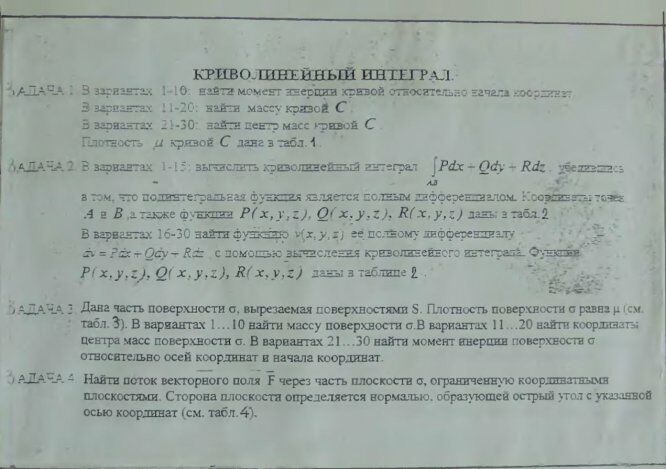 КРИВОЛИНЕЙНЫЙ ИНТЕГРАЛ.
ЗАДАЧА 1. В вариантах 1-10: найти момент инерции кривой относительно начала координат.
В вариантах 11-20: найти массу кривой C .
В вариантах 21-30: найти центр масс кривой C .
Плотность μ кривой C дана в табл. 1 .
ЗАДАЧА 2. В вариантах 1-15: вычислить криволинейный интеграл ∫Pdx + Qdy + Rdz , убедившись
AB
в том, что подинтегральная функция является полным дифференциалом. Координаты точек
A и B ,а также функции P( x, y, z), Q( x, y, z), R( x, y, z) даны в табл. 2
В вариантах 16-30 найти функцию v(x, y, z) ее полному дифференциалу
dv = Pdx + Qdy + Rdz с помощью вычисления криволинейного интеграла. Функции
P( x, y, z), Q( x, y, z), R( x, y, z) даны в таблице 2 .
ЗАДАЧА 3. Дана часть поверхности σ, вырезаемая поверхностями S. Плотность поверхности σ равна μ (см.
табл. 3). В вариантах 1…10 найти массу поверхности σ.В вариантах 11…20 найти координаты
центра масс поверхности σ. В вариантах 21…30 найти момент инерции поверхности σ
относительно осей координат и начала координат.
ЗАДАЧА 4. Найти поток векторного поля F̅ через часть плоскости σ, ограниченную координатными
плоскостями. Сторона плоскости определяется нормалью, образующей острый угол с указанной
осью координат (см. табл. 4).